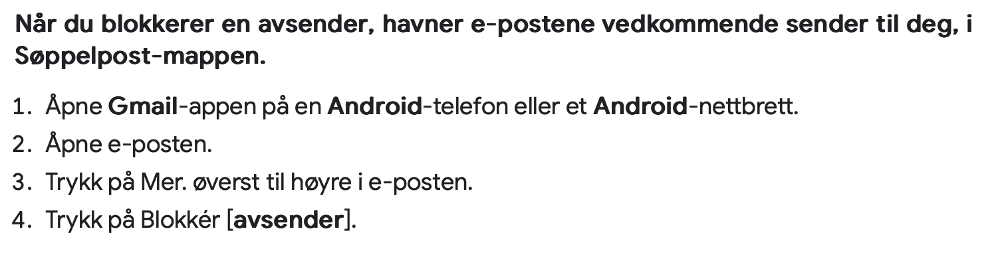 Når du blokkerer en avsender, havner e-postene vedkommende sender til deg, i
Søppelpost-mappen.
1. Åpne Gmail-appen på en Android-telefon eller et Android-nettbrett.
2. Åpne e-posten.
3. Trykk på Mer. øverst til høyre i e-posten.
4. Trykk på Blokkér [avsender].